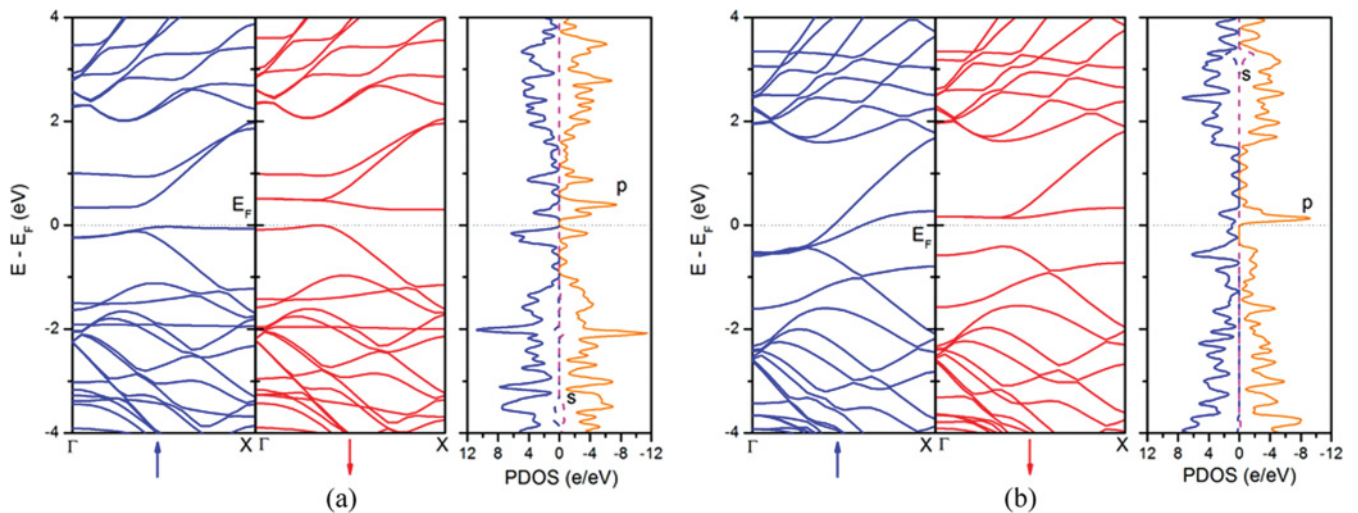 4
2
0
-2
-4
E - E_F (eV)
E_F
Γ
X
Γ
X
p
s
12 8 4 0 -4 -8 -12
PDOS (e/eV)
(a)
4
2
0
-2
-4
E - E_F (eV)
E_F
Γ
X
Γ
X
s
p
12 8 4 0 -4 -8 -12
PDOS (e/eV)
(b)